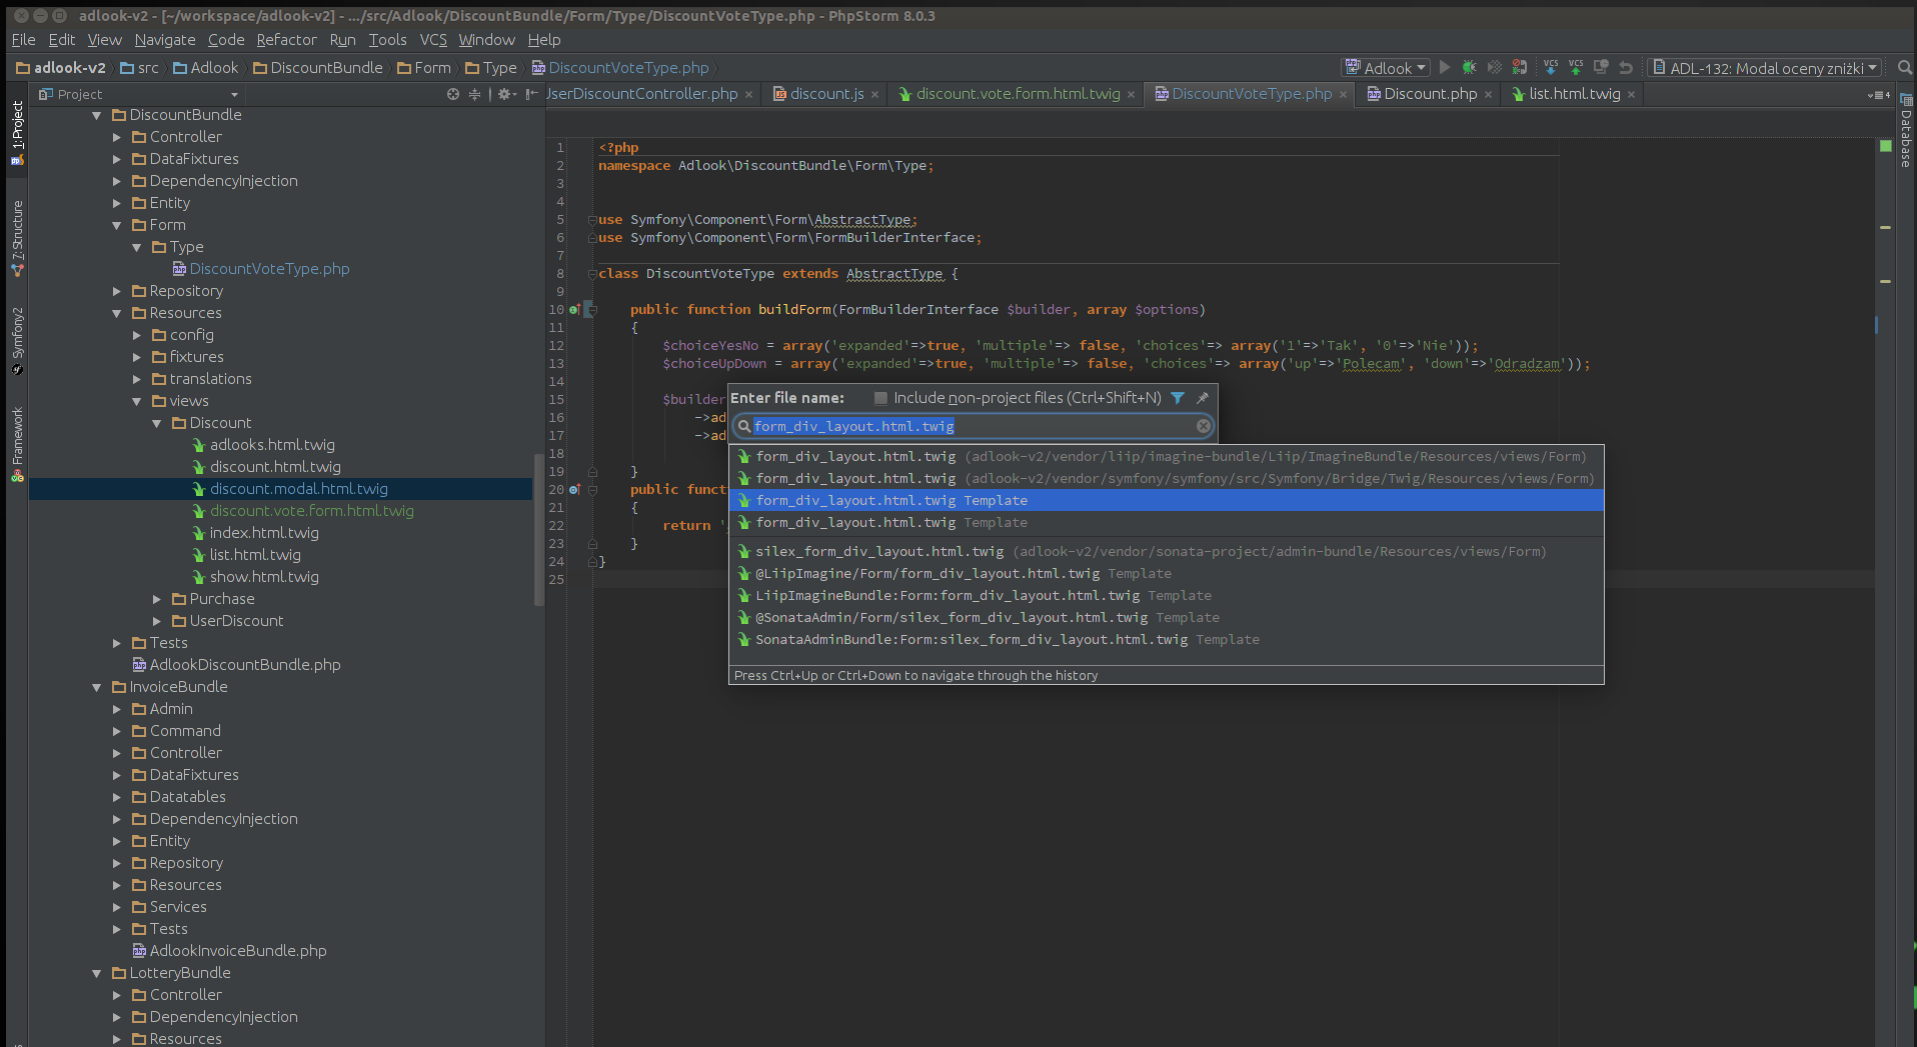 adlook-v2 - [~/workspace/adlook-v2] - .../src/Adlook/DiscountBundle/Form/Type/DiscountVoteType.php - PhpStorm 8.0.3
File Edit View Navigate Code Refactor Run Tools VCS Window Help
adlook-v2 src Adlook DiscountBundle Form Type DiscountVoteType.php
Adlook VCS VCS ADL-132: Modal oceny zniżki
Project
JserDiscountController.php discount.js discount.vote.form.html.twig DiscountVoteType.php Discount.php list.html.twig
1: Project
7: Structure
Symfony2
Framework
Database
DiscountBundle
Controller
DataFixtures
DependencyInjection
Entity
Form
Type
DiscountVoteType.php
Repository
Resources
config
fixtures
translations
views
Discount
adlooks.html.twig
discount.html.twig
discount.modal.html.twig
discount.vote.form.html.twig
index.html.twig
list.html.twig
show.html.twig
Purchase
UserDiscount
Tests
AdlookDiscountBundle.php
InvoiceBundle
Admin
Command
Controller
DataFixtures
Datatables
DependencyInjection
Entity
Repository
Resources
Services
Tests
AdlookInvoiceBundle.php
LotteryBundle
Controller
DependencyInjection
Resources
1 <?php
2 namespace Adlook\DiscountBundle\Form\Type;
3
4
5 use Symfony\Component\Form\AbstractType;
6 use Symfony\Component\Form\FormBuilderInterface;
7
8 class DiscountVoteType extends AbstractType {
9
10 public function buildForm(FormBuilderInterface $builder, array $options)
11 {
12 $choiceYesNo = array('expanded'=>true, 'multiple'=> false, 'choices'=> array('1'=>'Tak', '0'=>'Nie'));
13 $choiceUpDown = array('expanded'=>true, 'multiple'=> false, 'choices'=> array('up'=>'Polecam', 'down'=>'Odradzam'));
14
15 $builder
16 ->ad
17 ->ad
18
19 }
20 public funct
21 {
22 return '
23 }
24 }
25
Enter file name: Include non-project files (Ctrl+Shift+N)
form_div_layout.html.twig
form_div_layout.html.twig (adlook-v2/vendor/liip/imagine-bundle/Liip/ImagineBundle/Resources/views/Form)
form_div_layout.html.twig (adlook-v2/vendor/symfony/symfony/src/Symfony/Bridge/Twig/Resources/views/Form)
form_div_layout.html.twig Template
form_div_layout.html.twig Template
silex_form_div_layout.html.twig (adlook-v2/vendor/sonata-project/admin-bundle/Resources/views/Form)
@LiipImagine/Form/form_div_layout.html.twig Template
LiipImagineBundle:Form:form_div_layout.html.twig Template
@SonataAdmin/Form/silex_form_div_layout.html.twig Template
SonataAdminBundle:Form:silex_form_div_layout.html.twig Template
Press Ctrl+Up or Ctrl+Down to navigate through the history